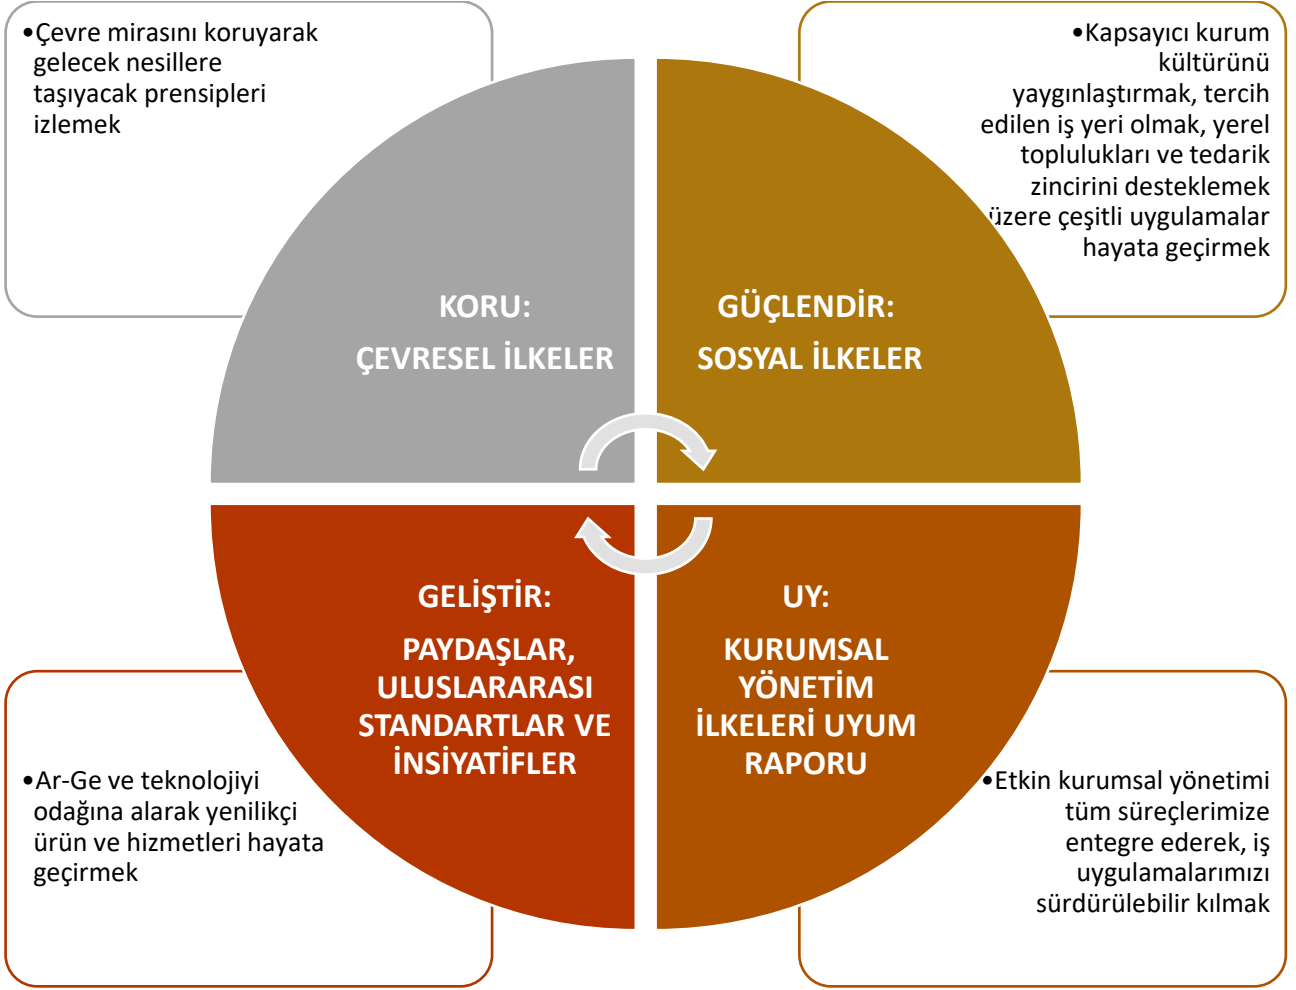 •Çevre mirasını koruyarak
gelecek nesillere
taşıyacak prensipleri
izlemek
•Kapsayıcı kurum
kültürünü
yaygınlaştırmak, tercih
edilen iş yeri olmak, yerel
toplulukları ve tedarik
zincirini desteklemek
üzere çeşitli uygulamalar
hayata geçirmek
KORU:
ÇEVRESEL İLKELER
GÜÇLENDİR:
SOSYAL İLKELER
GELİŞTİR:
PAYDAŞLAR,
ULUSLARARASI
STANDARTLAR VE
İNSİYATİFLER
UY:
KURUMSAL
YÖNETİM
İLKELERİ UYUM
RAPORU
•Ar-Ge ve teknolojiyi
odağına alarak yenilikçi
ürün ve hizmetleri hayata
geçirmek
•Etkin kurumsal yönetimi
tüm süreçlerimize
entegre ederek, iş
uygulamalarımızı
sürdürülebilir kılmak